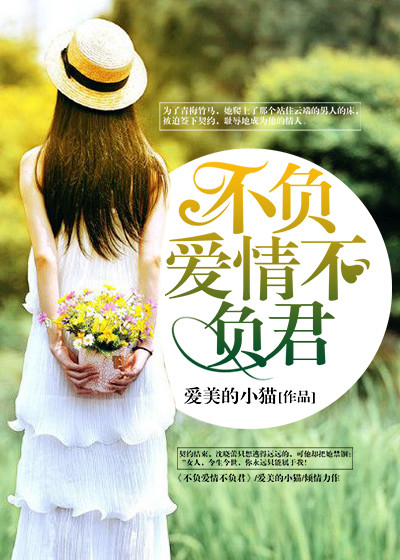 为了青梅竹马，她爬上了那个站住云端的男人的床，
被迫签下契约，耻辱地成为他的情人。
不负
爱情不
负君
爱美的小猫[作品]
契约结束，沈晓蕾只想逃得远远的，可他却把她禁锢：
“女人，今生今世，你永远只能属于我！
《不负爱情不负君》/爱美的小猫/倾情力作